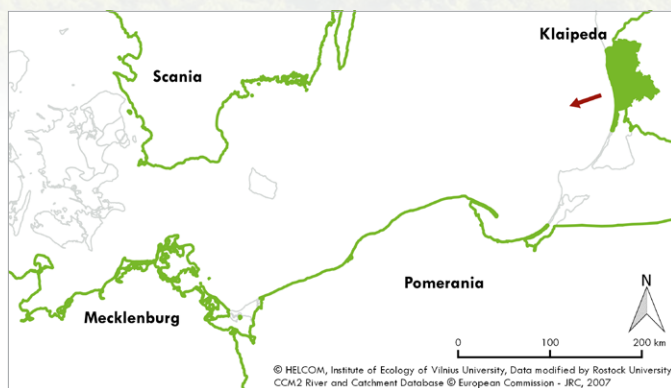 Klaipeda
Scania
Pomerania
Mecklenburg
N
0 100 200 km
© HELCOM, Institute of Ecology of Vilnius University, Data modified by Rostock University
CCM2 River and Catchment Database © European Commission - JRC, 2007